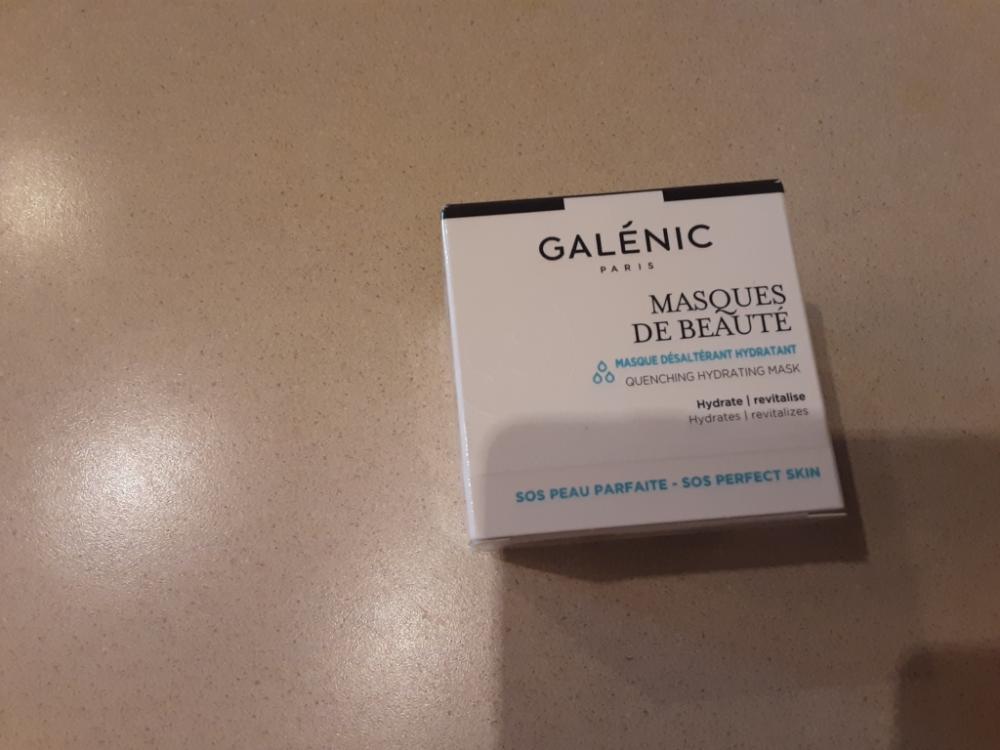 GALÉNIC
PARIS
MASQUES
DE BEAUTÉ
MASQUE DÉSALTÉRANT HYDRATANT
QUENCHING HYDRATING MASK
Hydrate | revitalise
Hydrates | revitalizes
SOS PEAU PARFAITE - SOS PERFECT SKIN